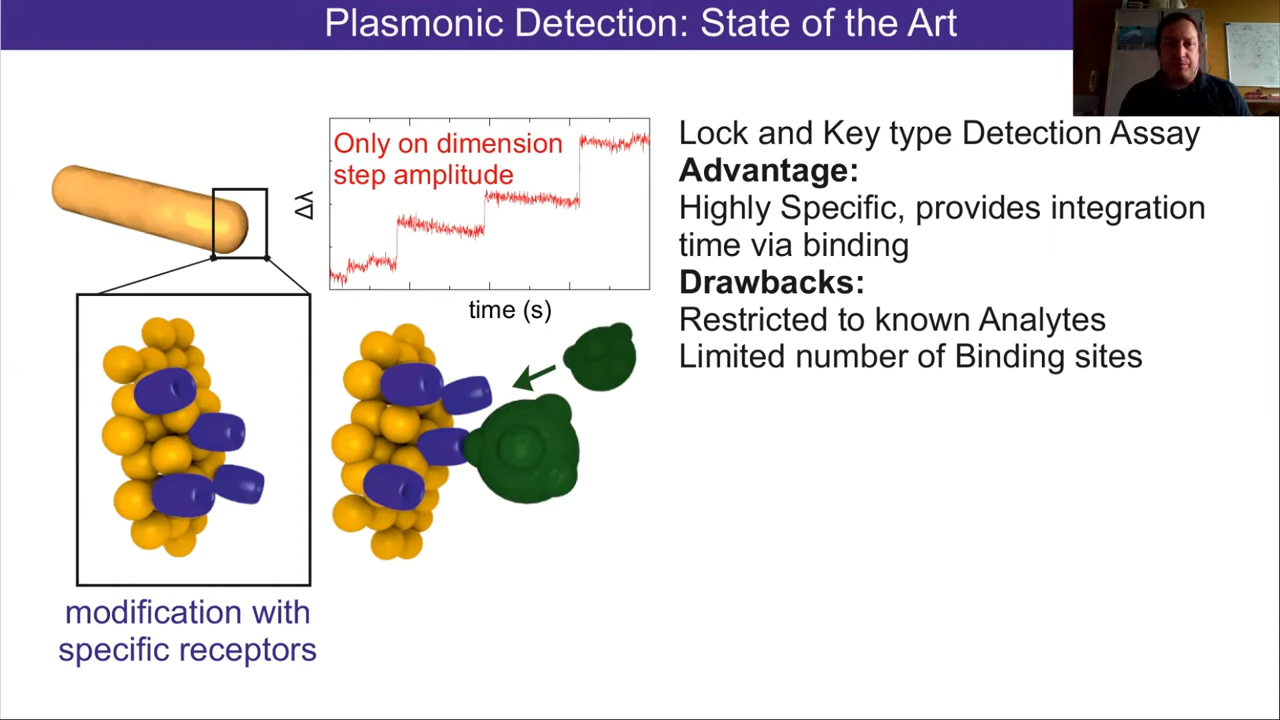 Plasmonic Detection: State of the Art
Only on dimension
step amplitude
Δλ
time (s)
Lock and Key type Detection Assay
Advantage:
Highly Specific, provides integration
time via binding
Drawbacks:
Restricted to known Analytes
Limited number of Binding sites
modification with
specific receptors